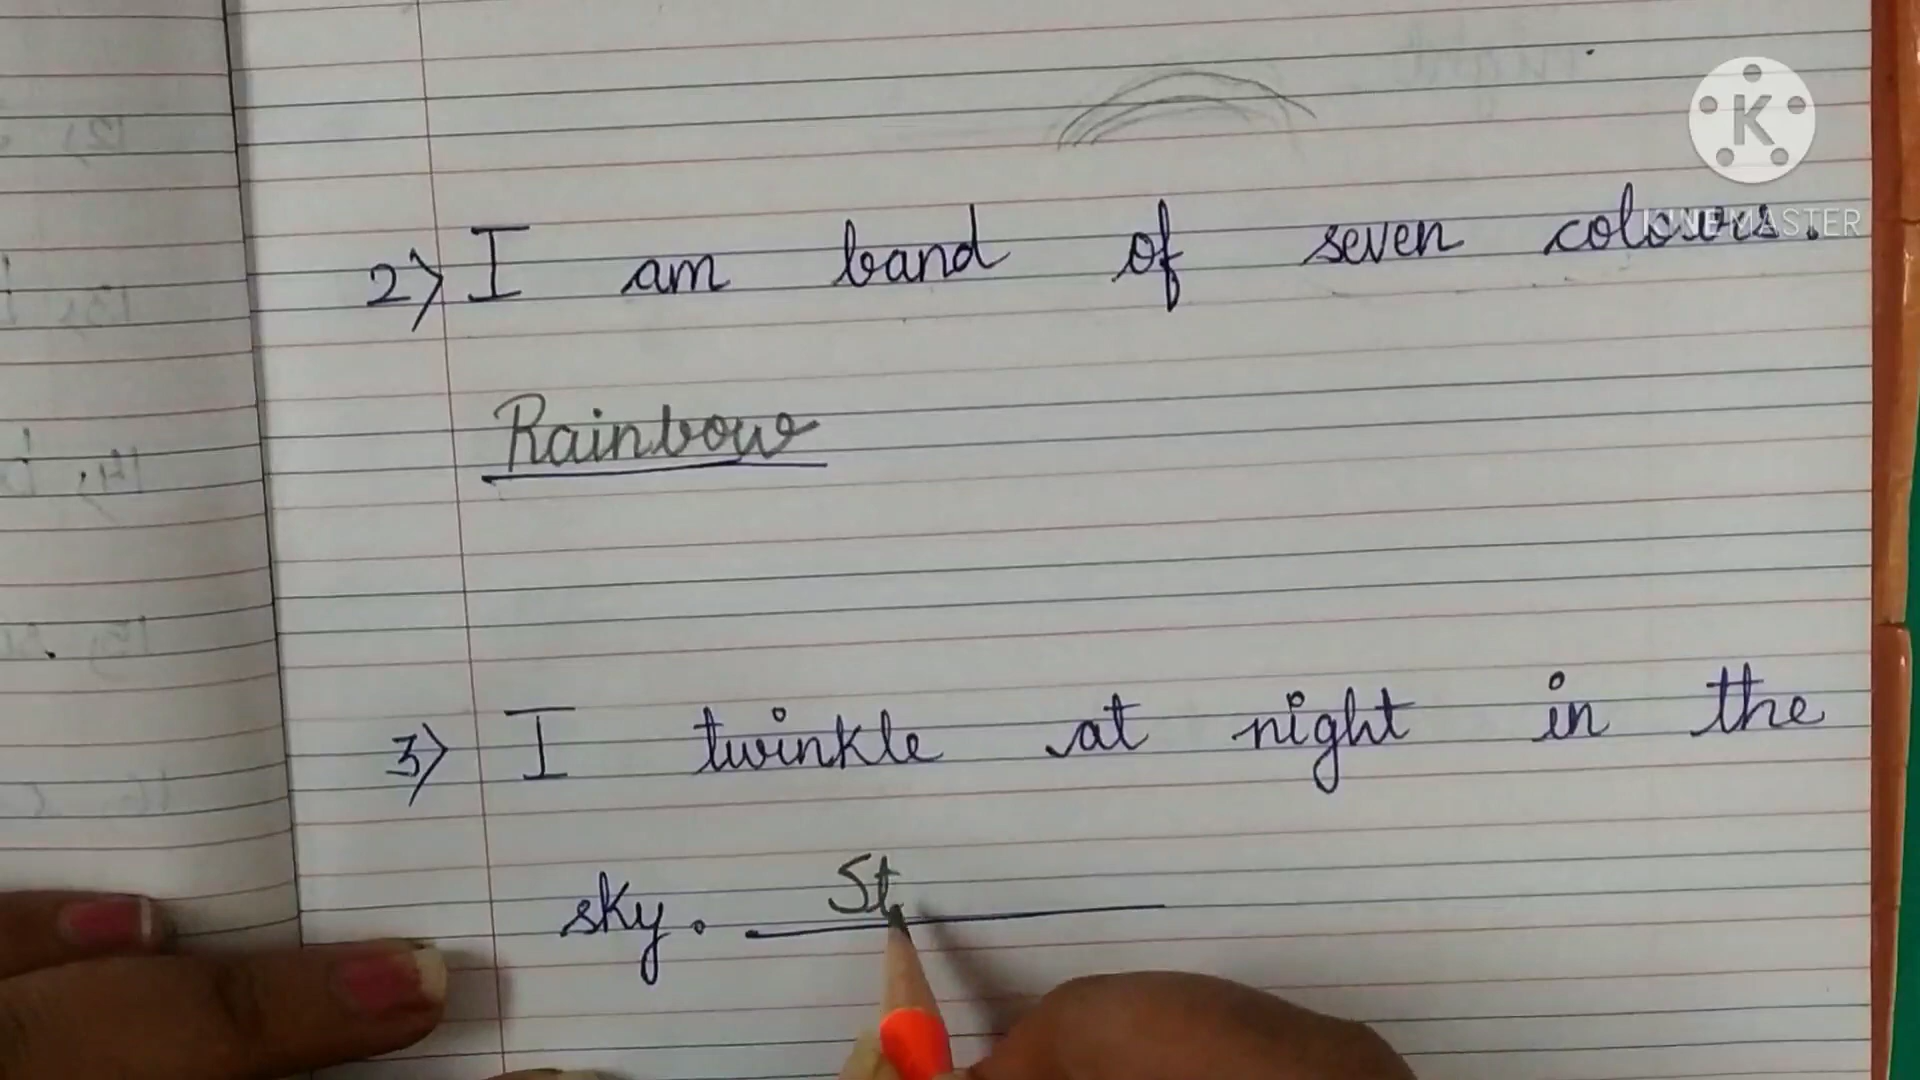 K
KINEMASTER
2) I am band of seven colours.
Rainbow
3) I twinkle at night in the
sky. St